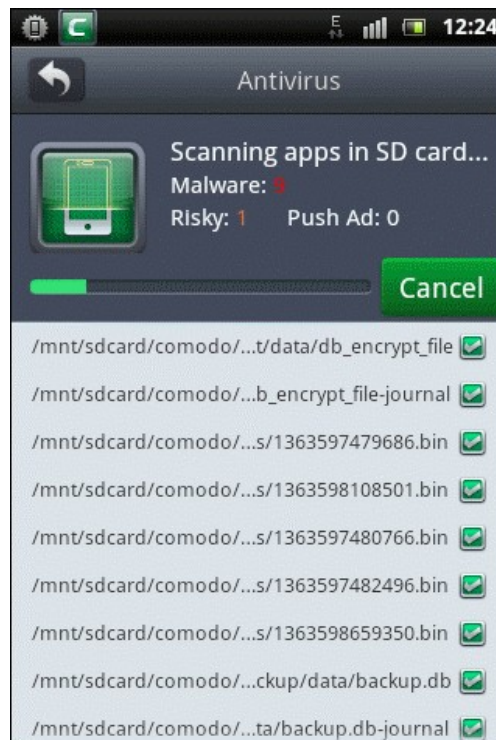 C
E
12:24
Antivirus
Scanning apps in SD card...
Malware: 9
Risky: 1 Push Ad: 0
Cancel
/mnt/sdcard/comodo/...t/data/db_encrypt_file
/mnt/sdcard/comodo/...b_encrypt_file-journal
/mnt/sdcard/comodo/...s/1363597479686.bin
/mnt/sdcard/comodo/...s/1363598108501.bin
/mnt/sdcard/comodo/...s/1363597480766.bin
/mnt/sdcard/comodo/...s/1363597482496.bin
/mnt/sdcard/comodo/...s/1363598659350.bin
/mnt/sdcard/comodo/...ckup/data/backup.db
/mnt/sdcard/comodo/...ta/backup.db-journal